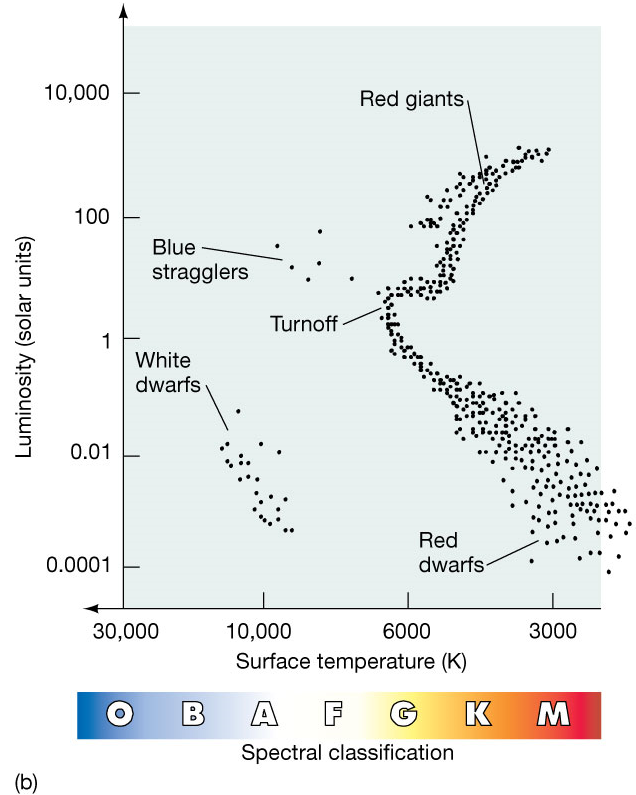 10,000
Red giants
100
Blue
stragglers
Turnoff
1
White
dwarfs
0.01
Red
dwarfs
0.0001
Luminosity (solar units)
30,000 10,000 6000 3000
Surface temperature (K)
O B A F G K M
Spectral classification
(b)